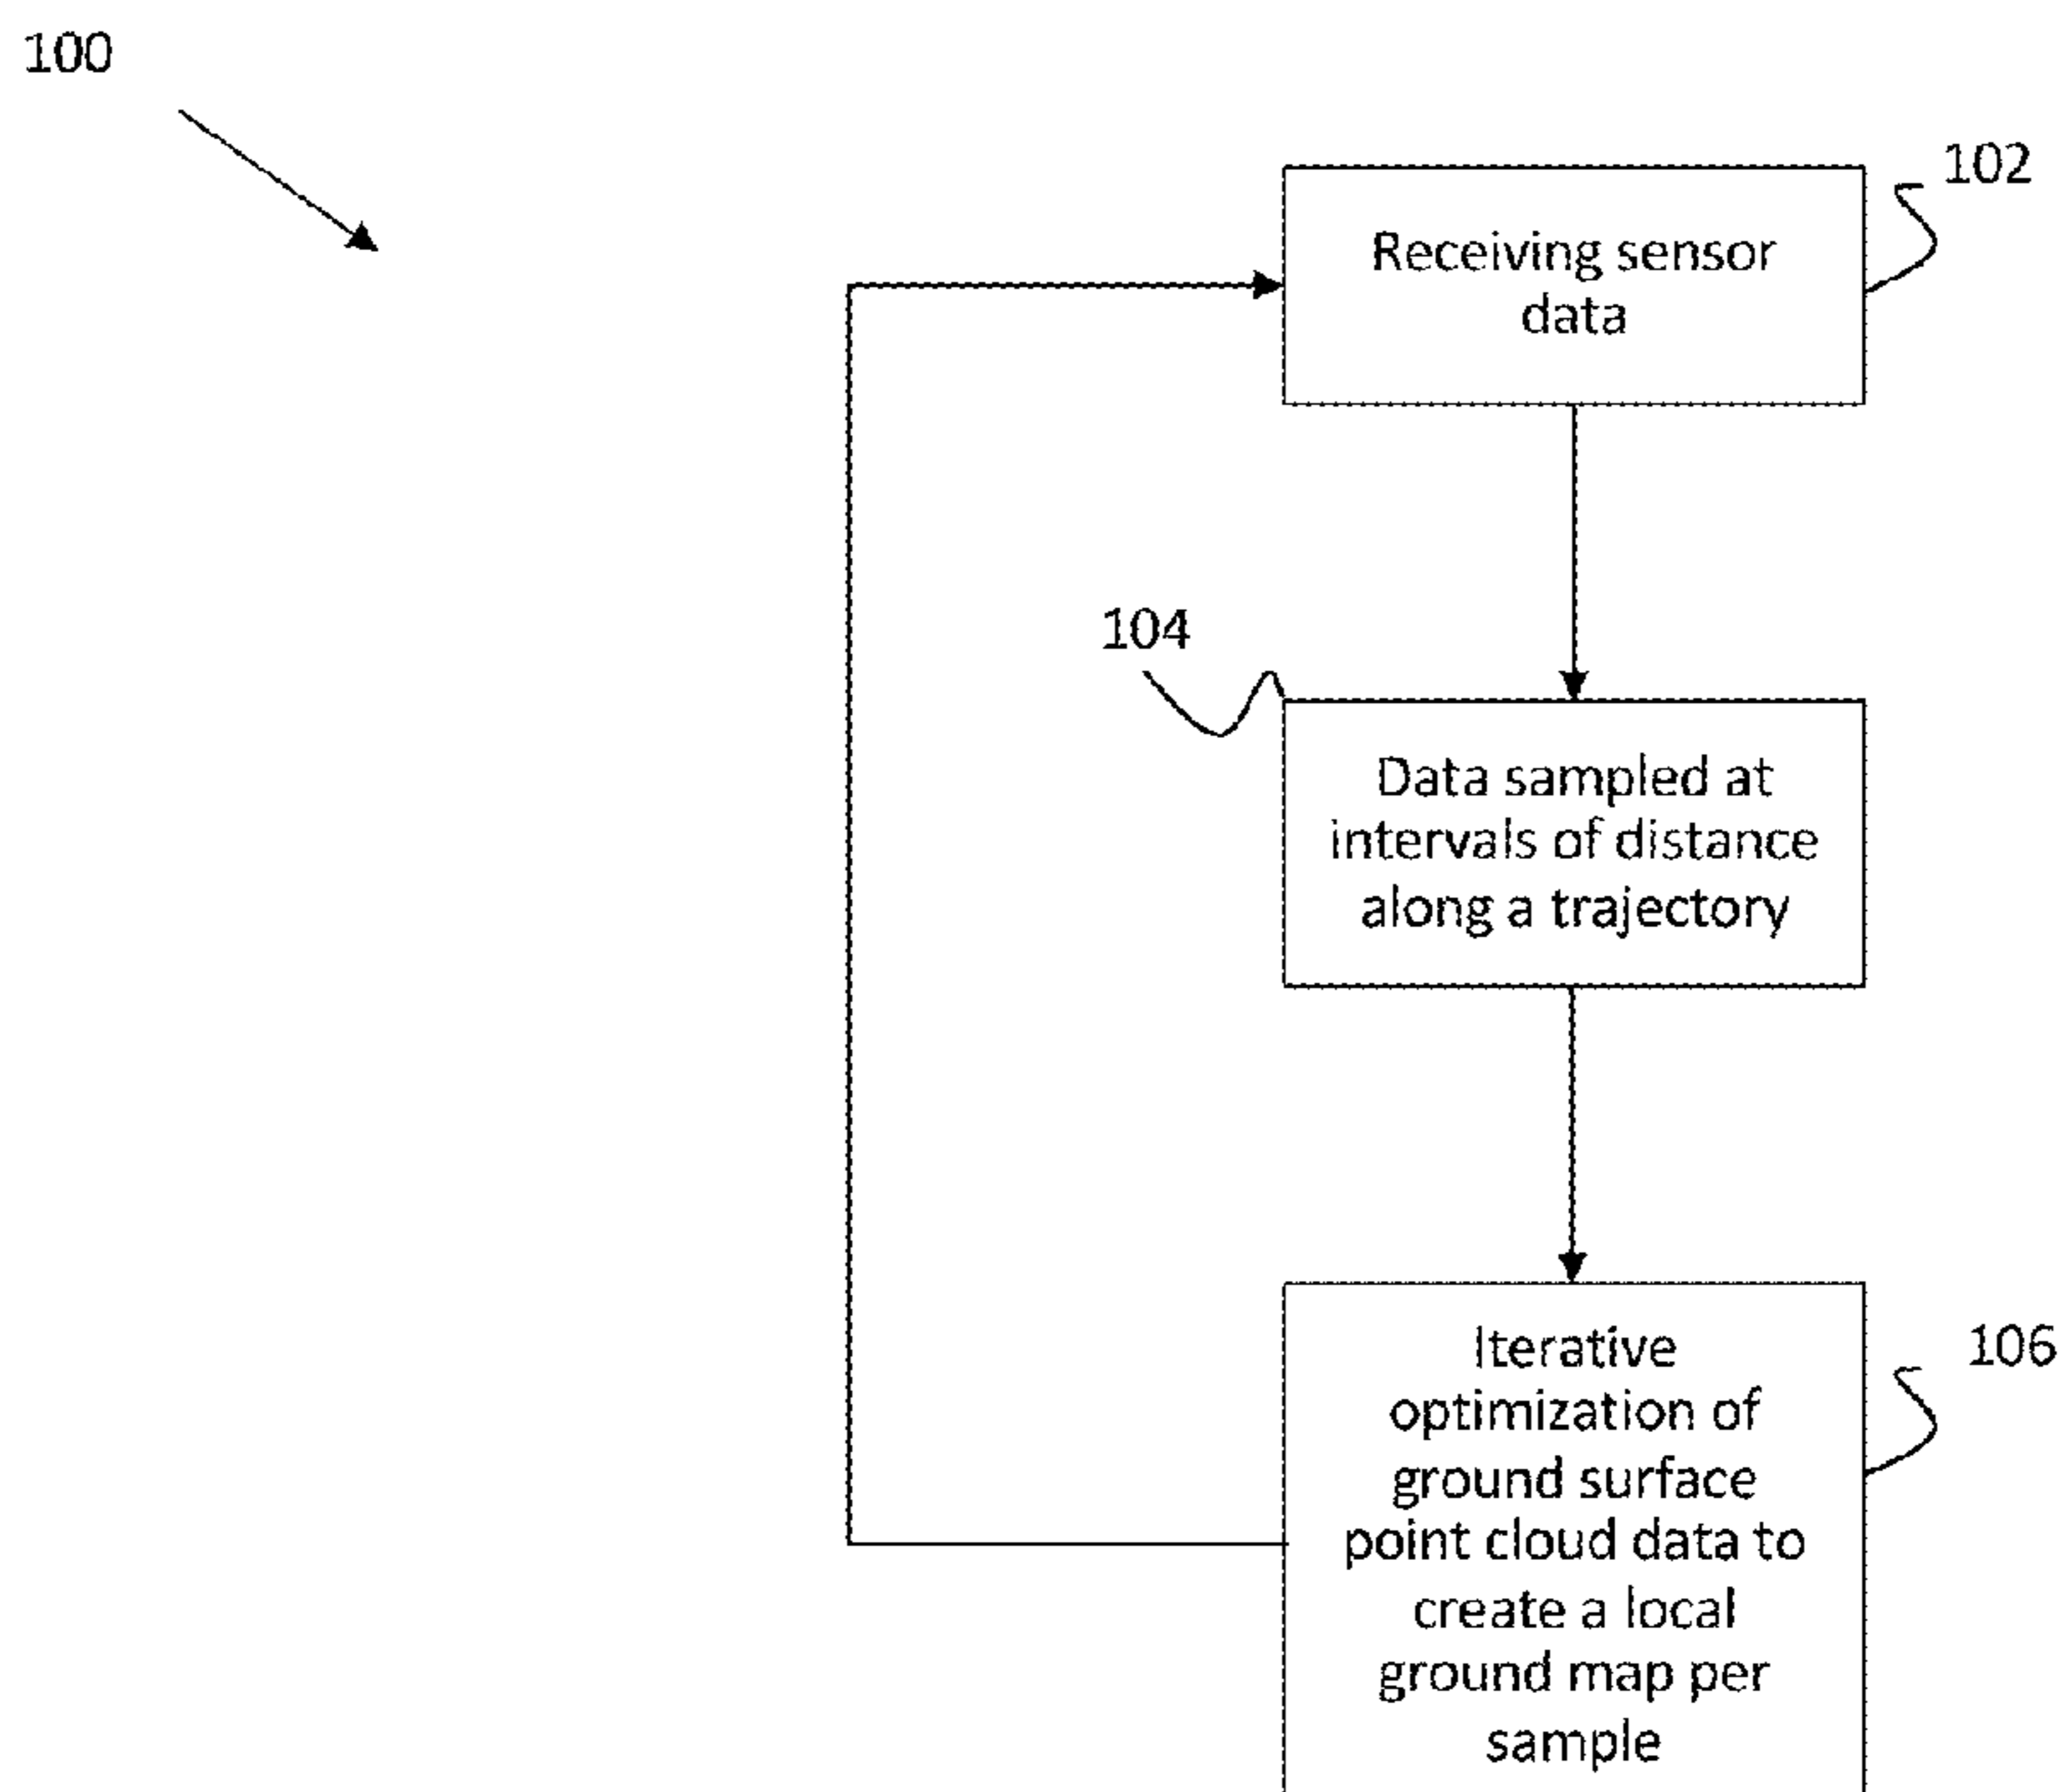 100
102
Receiving sensor
data
104
Data sampled at
intervals of distance
along a trajectory
106
Iterative
optimization of
ground surface
point cloud data to
create a local
ground map per
sample